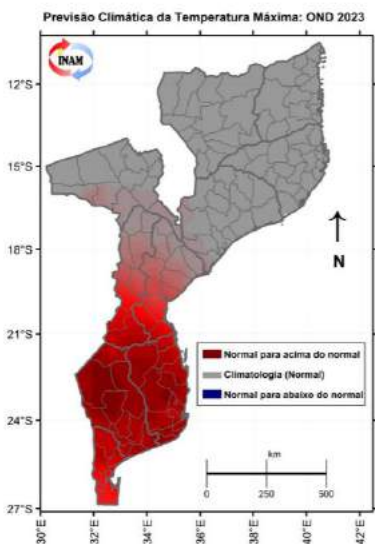 Previsão Climática da Temperatura Máxima: OND 2023
INAM
12°S
15°S
18°S
21°S
24°S
27°S
N
Normal para acima do normal
Climatologia (Normal)
Normal para abaixo do normal
km
0 250 500
30°E 32°E 34°E 36°E 38°E 40°E 42°E